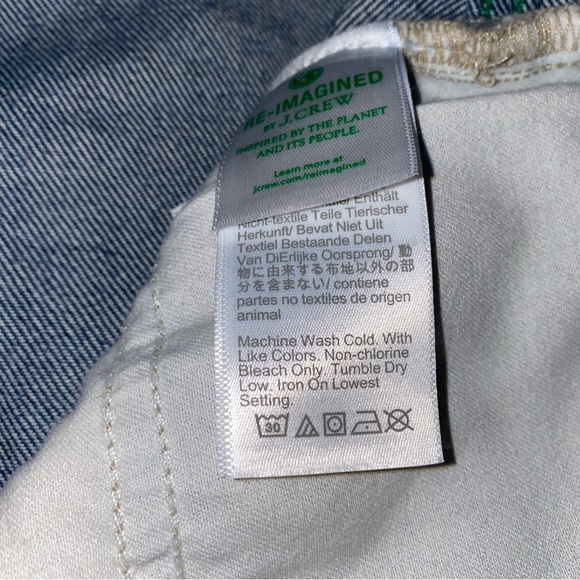 RE-IMAGINED
BY J.CREW
INSPIRED BY THE PLANET
AND ITS PEOPLE.
Learn more at
jcrew.com/reimagined
Enthält
Nicht-textile Teile Tierischer
Herkunft/ Bevat Niet Uit
Textiel Bestaande Delen
Van DiErlijke Oorsprong/ 動
物に由来する布地以外の部
分を含まない/ contiene
partes no textiles de origen
animal
Machine Wash Cold. With
Like Colors. Non-chlorine
Bleach Only. Tumble Dry
Low. Iron On Lowest
Setting.
30